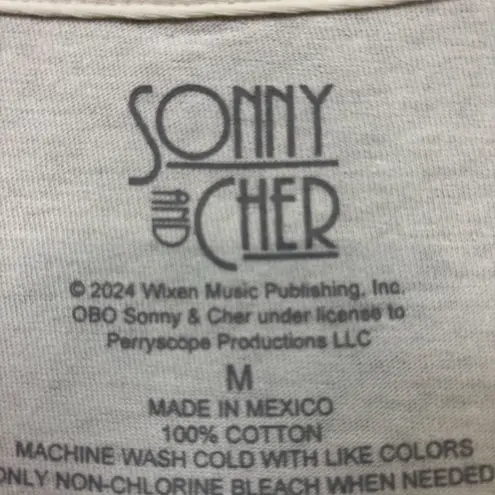 SONNY
AND CHER
© 2024 Wixen Music Publishing, Inc.
OBO Sonny & Cher under license to
Perryscope Productions LLC
M
MADE IN MEXICO
100% COTTON
MACHINE WASH COLD WITH LIKE COLORS
ONLY NON-CHLORINE BLEACH WHEN NEEDED